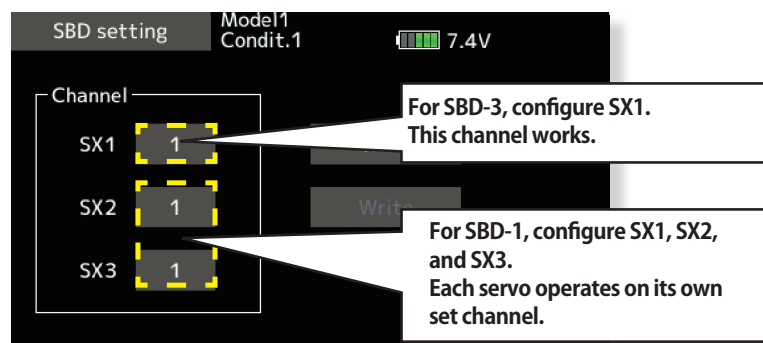 SBD setting
Model1
Condit.1
7.4V
Channel
SX1
1
For SBD-3, configure SX1.
This channel works.
SX2
1
Write
For SBD-1, configure SX1, SX2,
and SX3.
Each servo operates on its own
set channel.
SX3
1